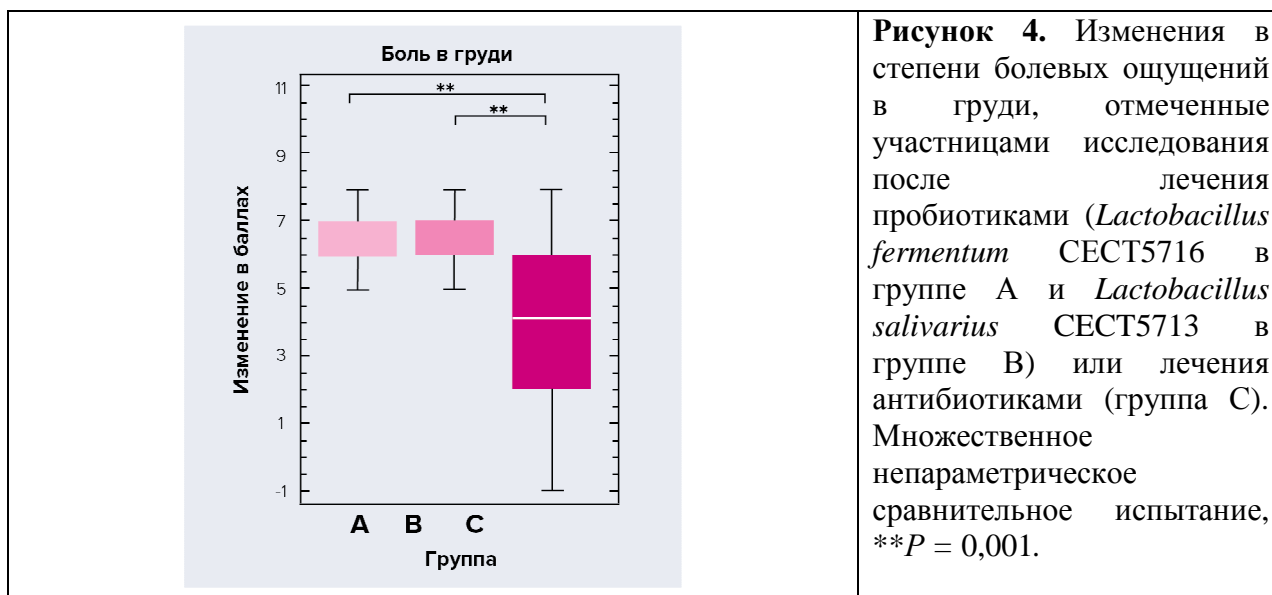 Боль в груди
11
**
**
9
7
5
3
1
-1
Изменение в баллах
A B C
Группа
Рисунок 4. Изменения в
степени болевых ощущений
в груди, отмеченные
участницами исследования
после лечения
пробиотиками (Lactobacillus
fermentum CECT5716 в
группе А и Lactobacillus
salivarius CECT5713 в
группе В) или лечения
антибиотиками (группа С).
Множественное
непараметрическое
сравнительное испытание,
**P = 0,001.